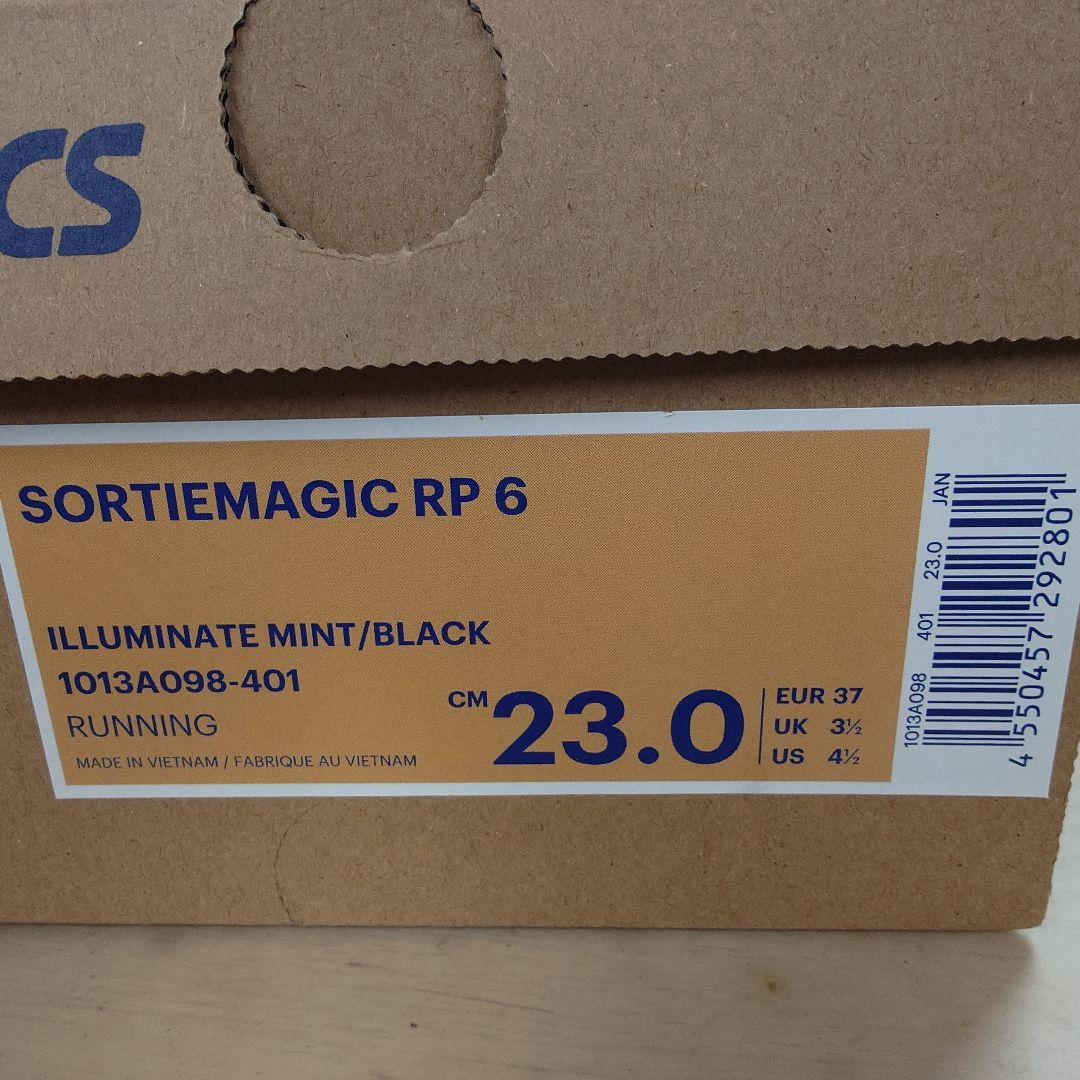 CS
SORTIEMAGIC RP 6
ILLUMINATE MINT/BLACK
1013A098-401
RUNNING
MADE IN VIETNAM / FABRIQUE AU VIETNAM
CM 23.0
EUR 37
UK 3½
US 4½
1013A098 401 23.0 JAN
4 550457 292801